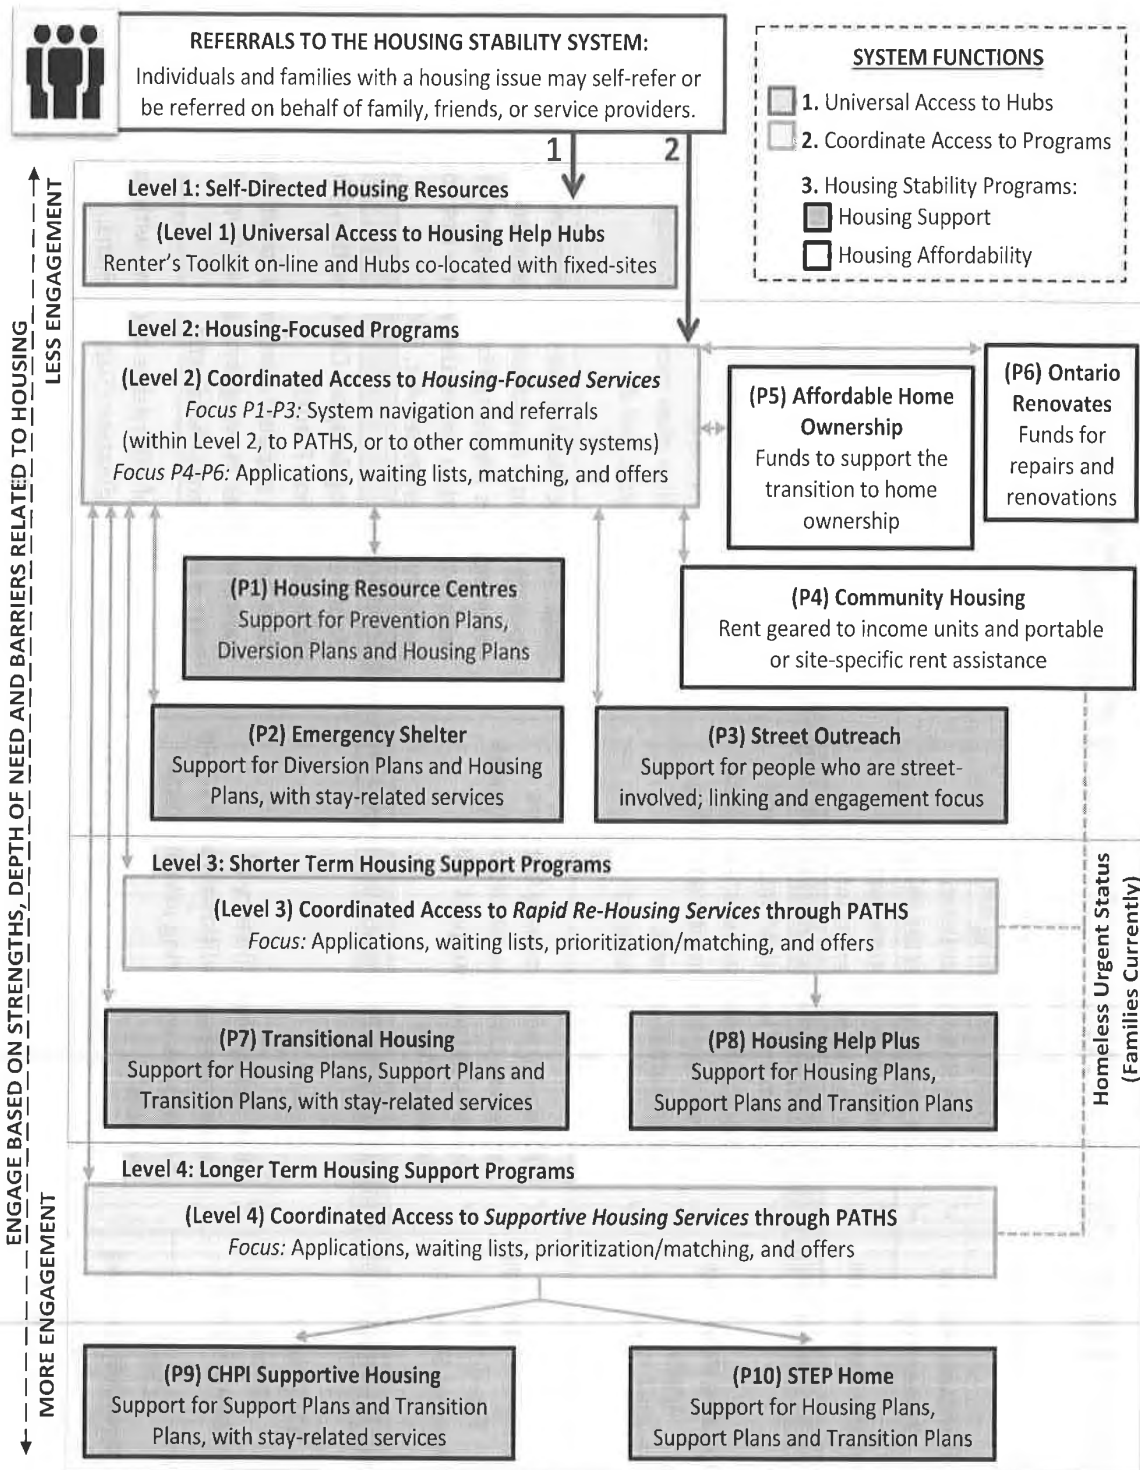 REFERRALS TO THE HOUSING STABILITY SYSTEM:
Individuals and families with a housing issue may self-refer or
be referred on behalf of family, friends, or service providers.
SYSTEM FUNCTIONS
1. Universal Access to Hubs
2. Coordinate Access to Programs
3. Housing Stability Programs:
Housing Support
Housing Affordability
1
2
ENGAGE BASED ON STRENGTHS, DEPTH OF NEED AND BARRIERS RELATED TO HOUSING
LESS ENGAGEMENT
MORE ENGAGEMENT
Level 1: Self-Directed Housing Resources
(Level 1) Universal Access to Housing Help Hubs
Renter's Toolkit on-line and Hubs co-located with fixed-sites
Level 2: Housing-Focused Programs
(Level 2) Coordinated Access to Housing-Focused Services
Focus P1-P3: System navigation and referrals
(within Level 2, to PATHS, or to other community systems)
Focus P4-P6: Applications, waiting lists, matching, and offers
(P5) Affordable Home
Ownership
Funds to support the
transition to home
ownership
(P6) Ontario
Renovates
Funds for
repairs and
renovations
(P1) Housing Resource Centres
Support for Prevention Plans,
Diversion Plans and Housing Plans
(P4) Community Housing
Rent geared to income units and portable
or site-specific rent assistance
(P2) Emergency Shelter
Support for Diversion Plans and Housing
Plans, with stay-related services
(P3) Street Outreach
Support for people who are street-
involved; linking and engagement focus
Level 3: Shorter Term Housing Support Programs
(Level 3) Coordinated Access to Rapid Re-Housing Services through PATHS
Focus: Applications, waiting lists, prioritization/matching, and offers
Homeless Urgent Status
(Families Currently)
(P7) Transitional Housing
Support for Housing Plans, Support Plans and
Transition Plans, with stay-related services
(P8) Housing Help Plus
Support for Housing Plans,
Support Plans and Transition Plans
Level 4: Longer Term Housing Support Programs
(Level 4) Coordinated Access to Supportive Housing Services through PATHS
Focus: Applications, waiting lists, prioritization/matching, and offers
(P9) CHPI Supportive Housing
Support for Support Plans and Transition
Plans, with stay-related services
(P10) STEP Home
Support for Housing Plans,
Support Plans and Transition Plans